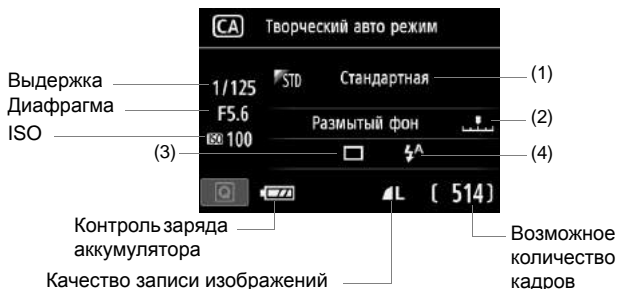 CA Творческий авто режим
Выдержка
1/125
STD Стандартная
(1)
Диафрагма
F5.6
Размытый фон
(2)
ISO
ISO 100
(3)
A
(4)
Q
L
[ 514]
Контроль заряда
аккумулятора
Качество записи изображений
Возможное
количество
кадров